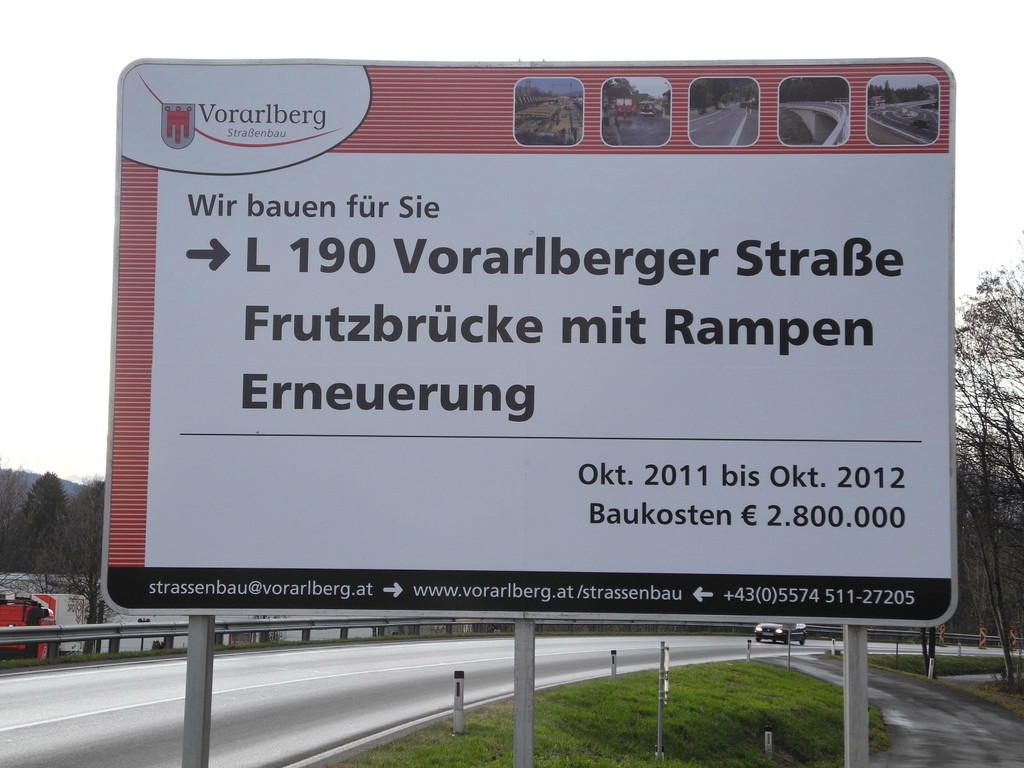 Vorarlberg
Straßenbau
Wir bauen für Sie
→ L 190 Vorarlberger Straße
Frutzbrücke mit Rampen
Erneuerung
Okt. 2011 bis Okt. 2012
Baukosten € 2.800.000
strassenbau@vorarlberg.at → www.vorarlberg.at/strassenbau ← +43(0)5574 511-27205